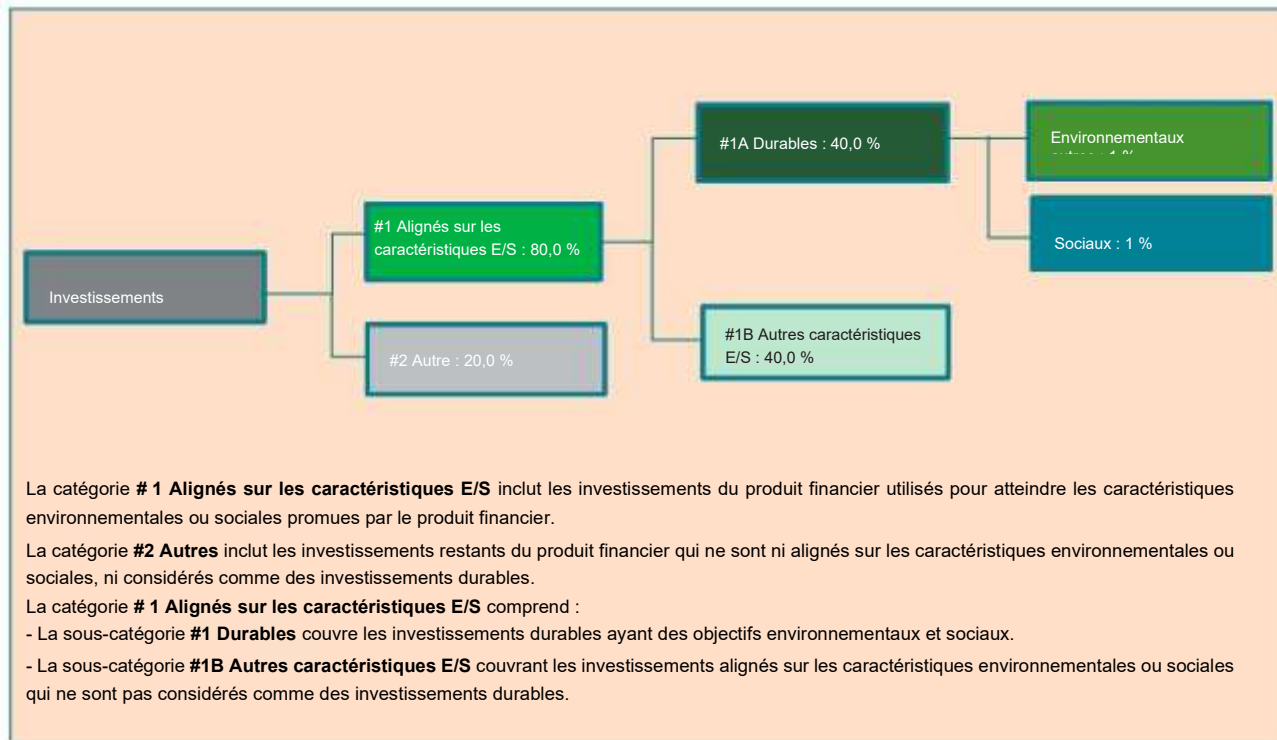 #1A Durables : 40,0 %
Environnementaux
#1 Alignés sur les
caractéristiques E/S : 80,0 %
Sociaux : 1 %
Investissements
#2 Autre : 20,0 %
#1B Autres caractéristiques
E/S : 40,0 %
La catégorie # 1 Alignés sur les caractéristiques E/S inclut les investissements du produit financier utilisés pour atteindre les caractéristiques
environnementales ou sociales promues par le produit financier.
La catégorie #2 Autres inclut les investissements restants du produit financier qui ne sont ni alignés sur les caractéristiques environnementales ou
sociales, ni considérés comme des investissements durables.
La catégorie # 1 Alignés sur les caractéristiques E/S comprend :
- La sous-catégorie #1 Durables couvre les investissements durables ayant des objectifs environnementaux et sociaux.
- La sous-catégorie #1B Autres caractéristiques E/S couvrant les investissements alignés sur les caractéristiques environnementales ou sociales
qui ne sont pas considérés comme des investissements durables.